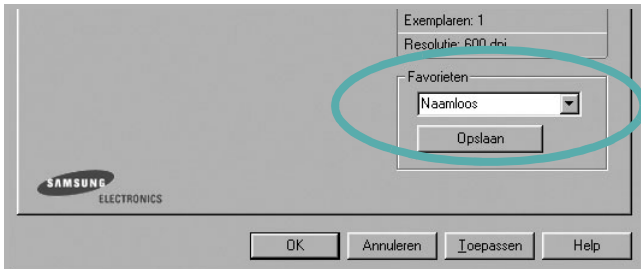 Exemplaren: 1
Resolutie: 600 dpi
Favorieten
Naamloos
Opslaan
SAMSUNG
ELECTRONICS
OK Annuleren Toepassen Help